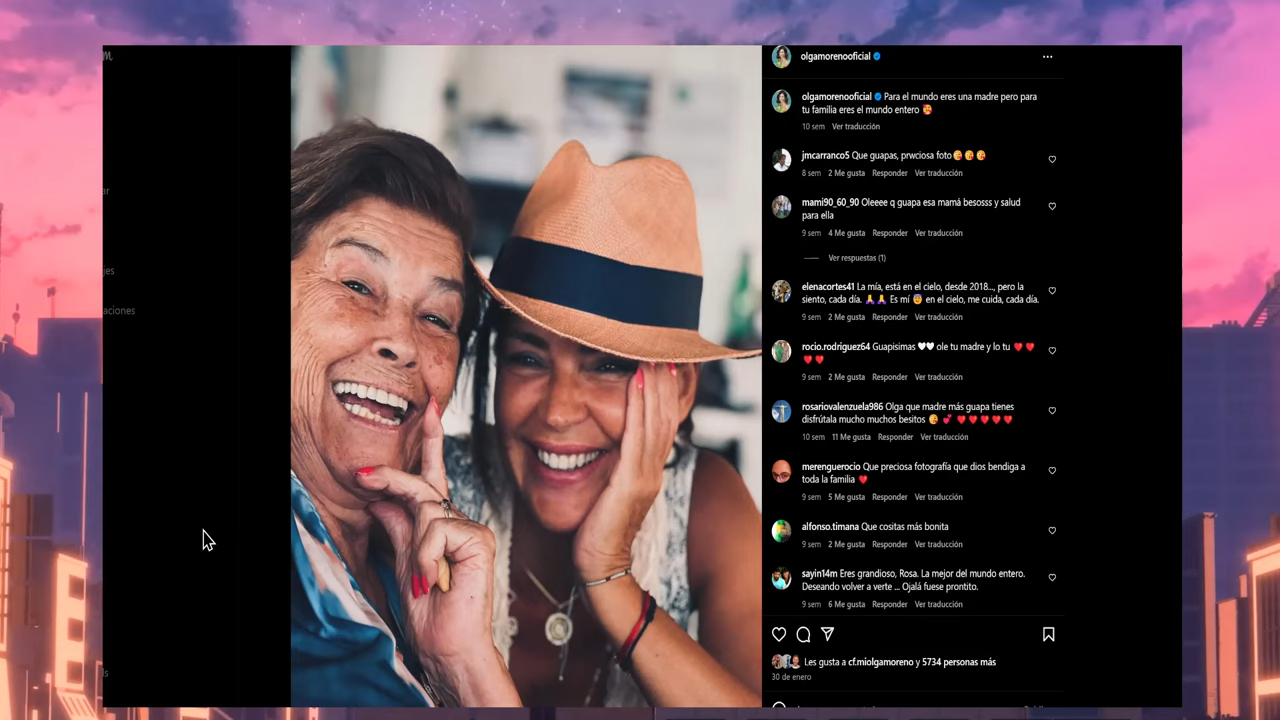 m
ar
jes
aciones
ls
olgamorenooficial
olgamorenooficial Para el mundo eres una madre pero para
tu familia eres el mundo entero 🥰
10 sem Ver traducción
jmcarranco5 Que guapas, prwciosa foto😘😘😘
8 sem 2 Me gusta Responder Ver traducción
mami90_60_90 Oleeee q guapa esa mamá besosss y salud
para ella
9 sem 4 Me gusta Responder Ver traducción
Ver respuestas (1)
elenacortes41 La mía, está en el cielo, desde 2018..., pero la
siento, cada día. 🙏🙏 Es mí 😇 en el cielo, me cuida, cada día.
9 sem 2 Me gusta Responder Ver traducción
rocio.rodriguez64 Guapisimas 🤍🤍 ole tu madre y lo tu ❤️❤️
❤️❤️
9 sem 2 Me gusta Responder Ver traducción
rosariovalenzuela986 Olga que madre más guapa tienes
disfrútala mucho muchos besitos 😘 💕 ❤️❤️❤️❤️❤️
10 sem 11 Me gusta Responder Ver traducción
merenguerocio Que preciosa fotografía que dios bendiga a
toda la familia ❤️
9 sem 5 Me gusta Responder Ver traducción
alfonso.timana Que cositas más bonita
9 sem 2 Me gusta Responder Ver traducción
sayin14m Eres grandioso, Rosa. La mejor del mundo entero.
Deseando volver a verte ... Ojalá fuese prontito.
9 sem 6 Me gusta Responder Ver traducción
Les gusta a cf.miolgamoreno y 5734 personas más
30 de enero